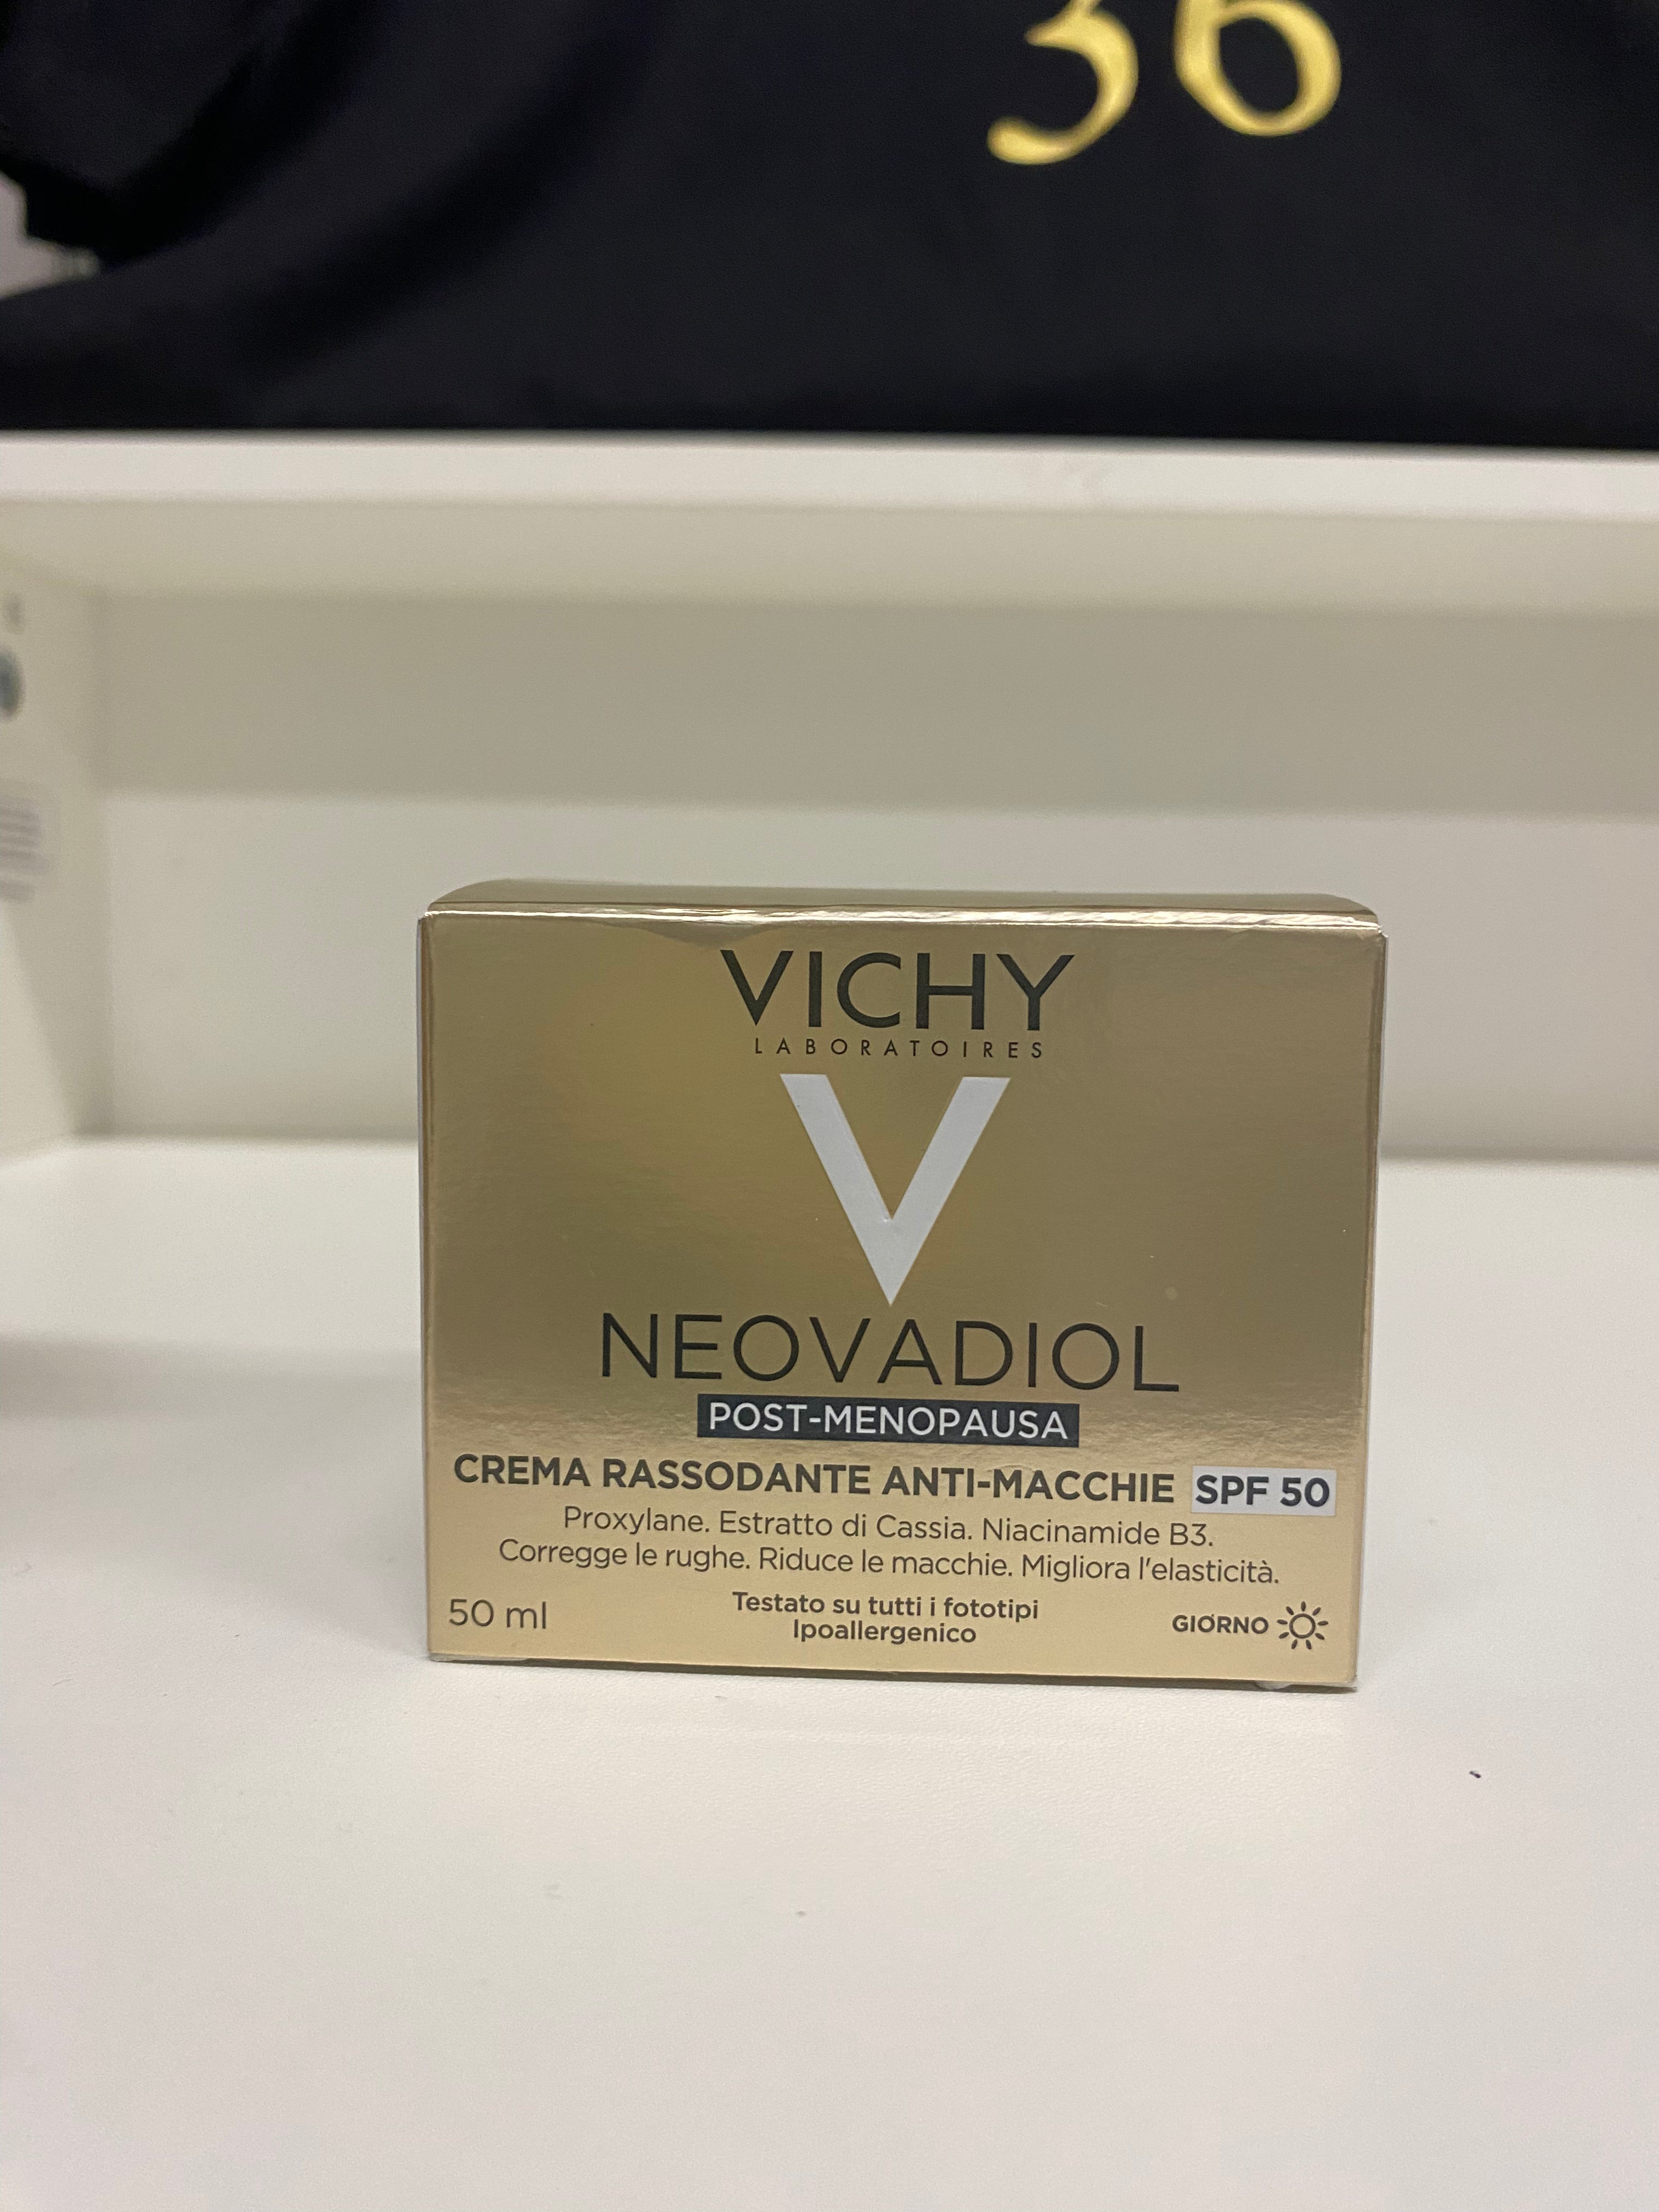 36
VICHY
LABORATOIRES
V
NEOVADIOL
POST-MENOPAUSA
CREMA RASSODANTE ANTI-MACCHIE SPF 50
Proxylane. Estratto di Cassia. Niacinamide B3.
Corregge le rughe. Riduce le macchie. Migliora l'elasticità.
50 ml
Testato su tutti i fototipi
Ipoallergenico
GIORNO